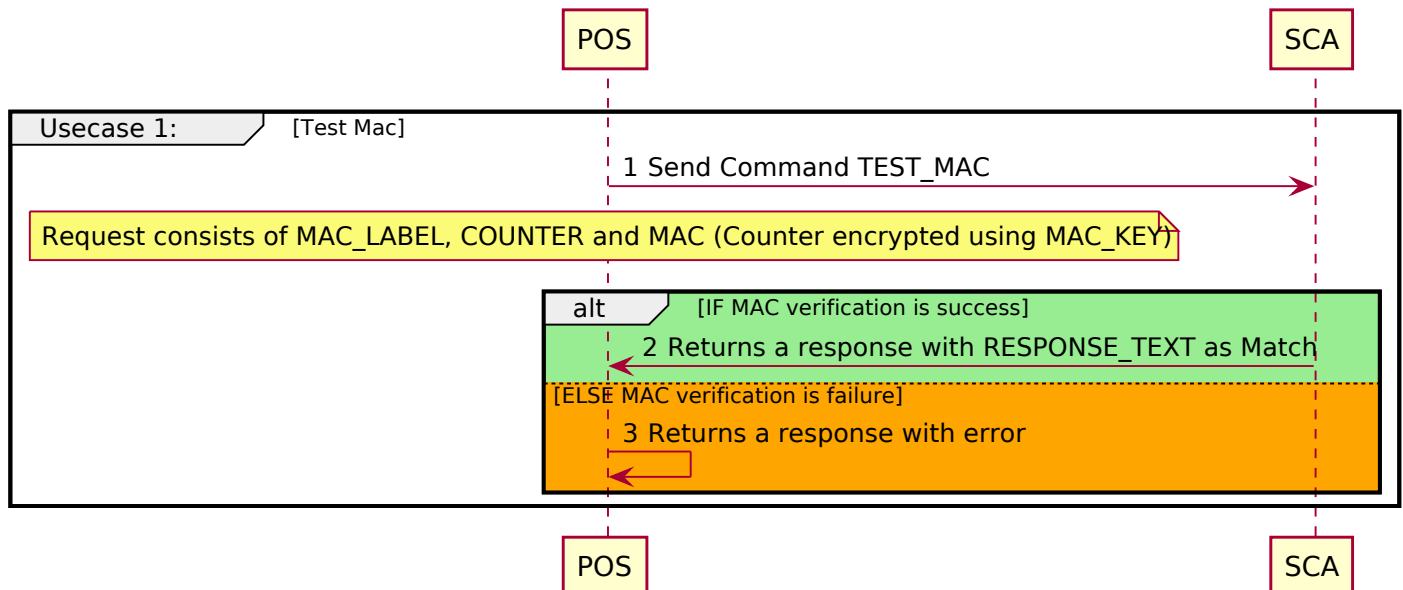 POS SCA
Usecase 1: [Test Mac]
1 Send Command TEST_MAC
Request consists of MAC_LABEL, COUNTER and MAC (Counter encrypted using MAC_KEY)
alt [IF MAC verification is success]
2 Returns a response with RESPONSE_TEXT as Match
[ELSE MAC verification is failure]
3 Returns a response with error
POS SCA